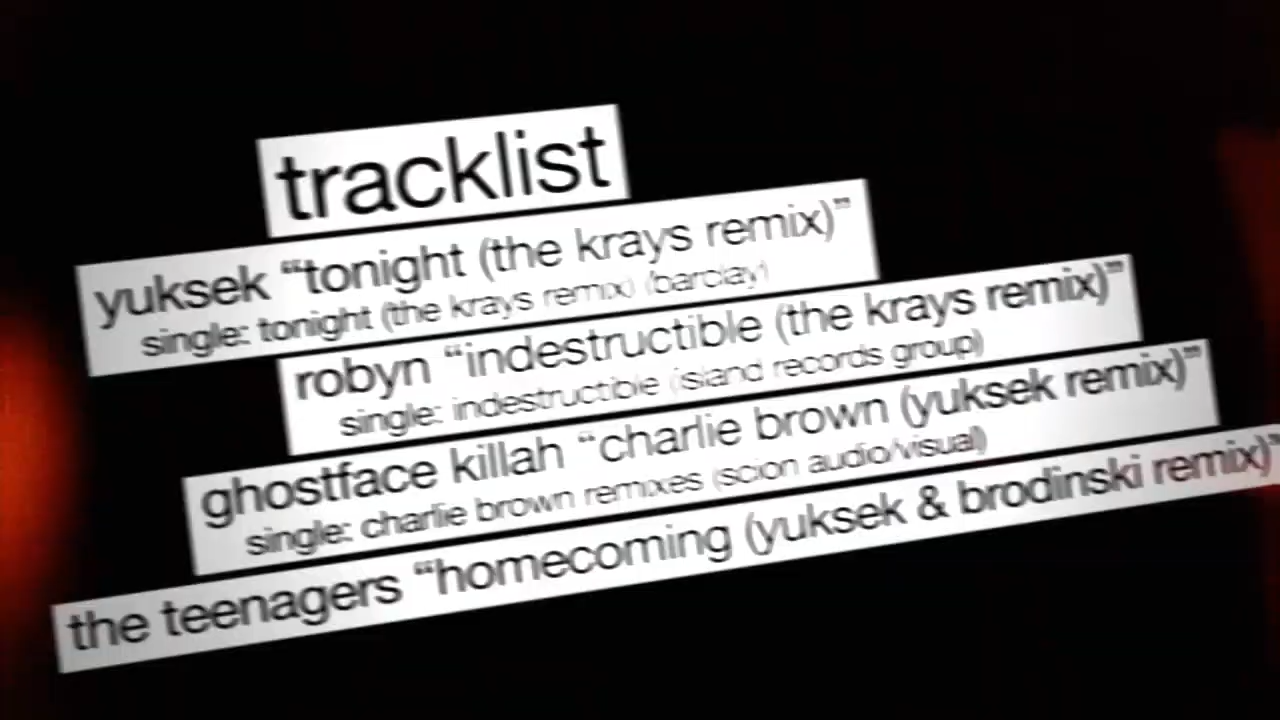 tracklist
yuksek “tonight (the krays remix)”
single: tonight (the krays remix) (barclay)
robyn “indestructible (the krays remix)”
single: indestructible (island records group)
ghostface killah “charlie brown (yuksek remix)”
single: charlie brown remixes (scion audio/visual)
the teenagers “homecoming (yuksek & brodinski remix)”